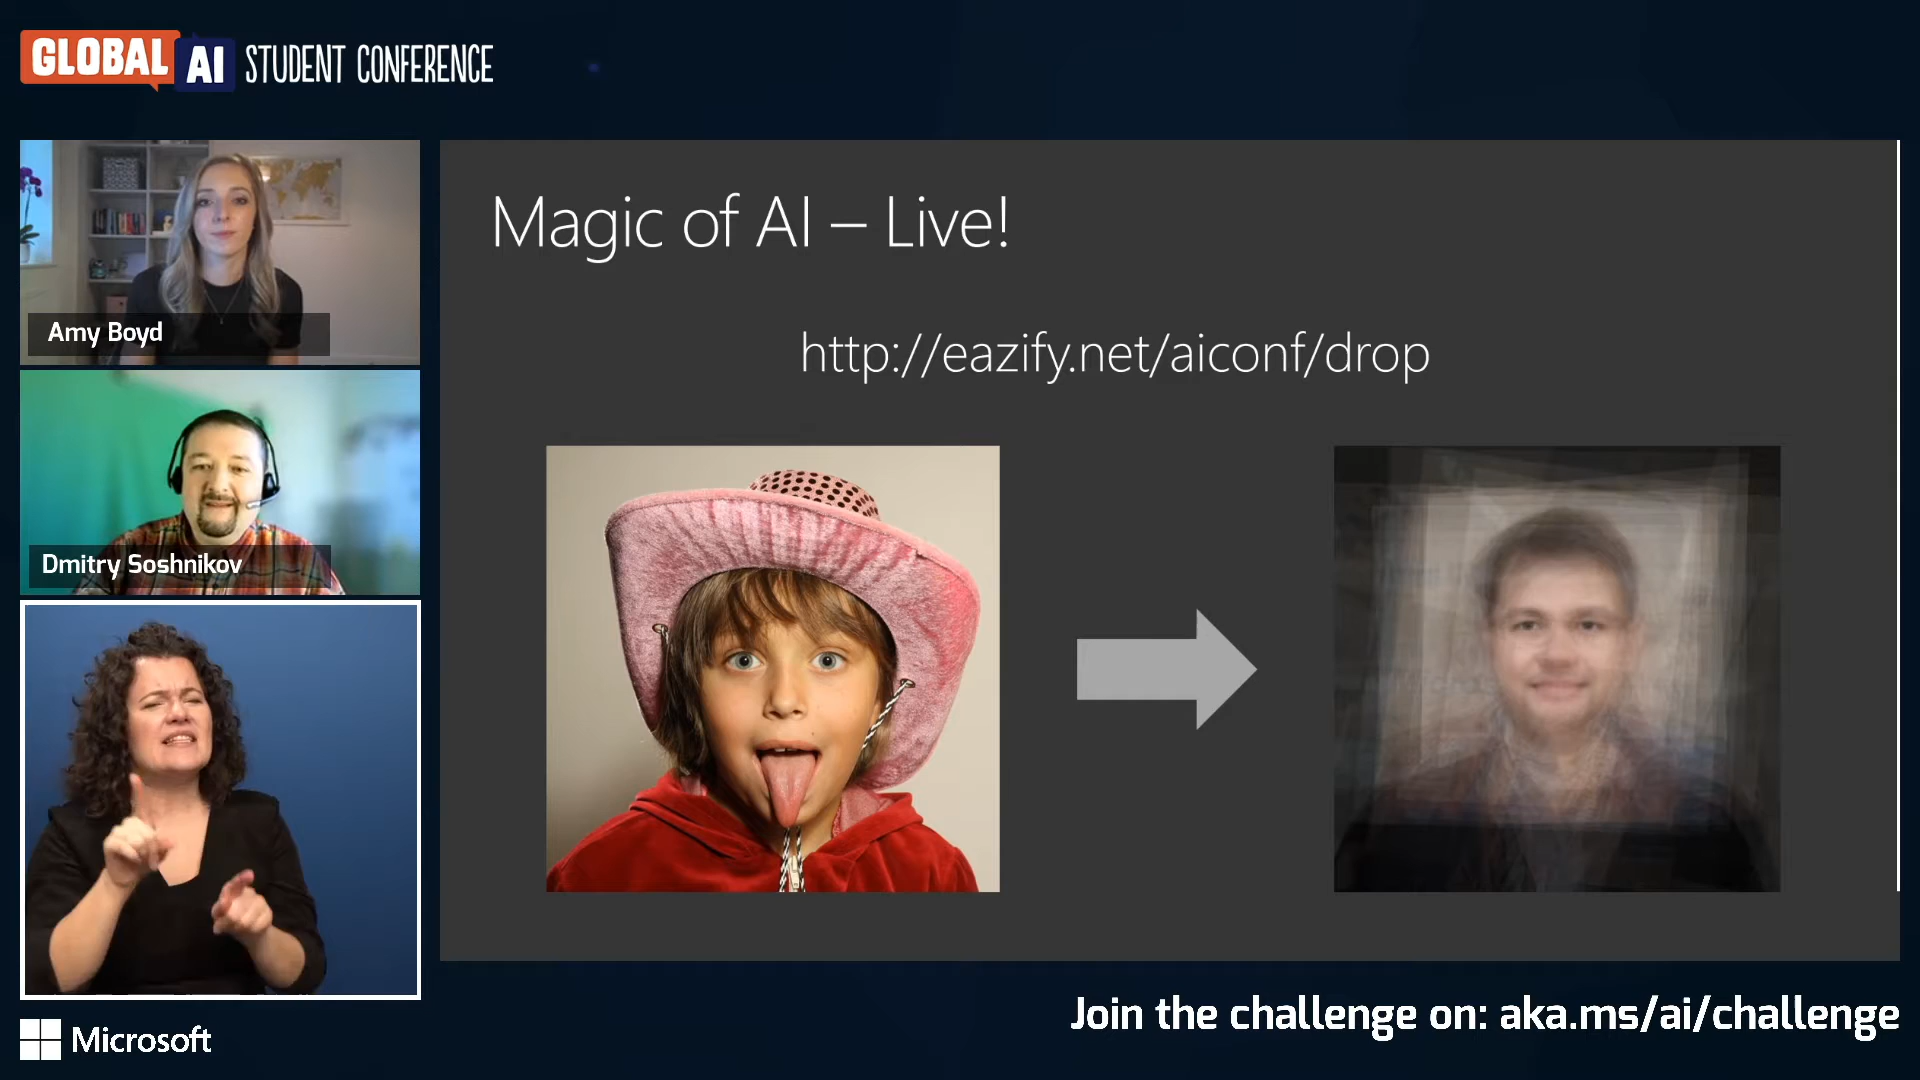 GLOBAL AI STUDENT CONFERENCE
Amy Boyd
Dmitry Soshnikov
Magic of AI – Live!
http://eazify.net/aiconf/drop
Join the challenge on: aka.ms/ai/challenge
Microsoft